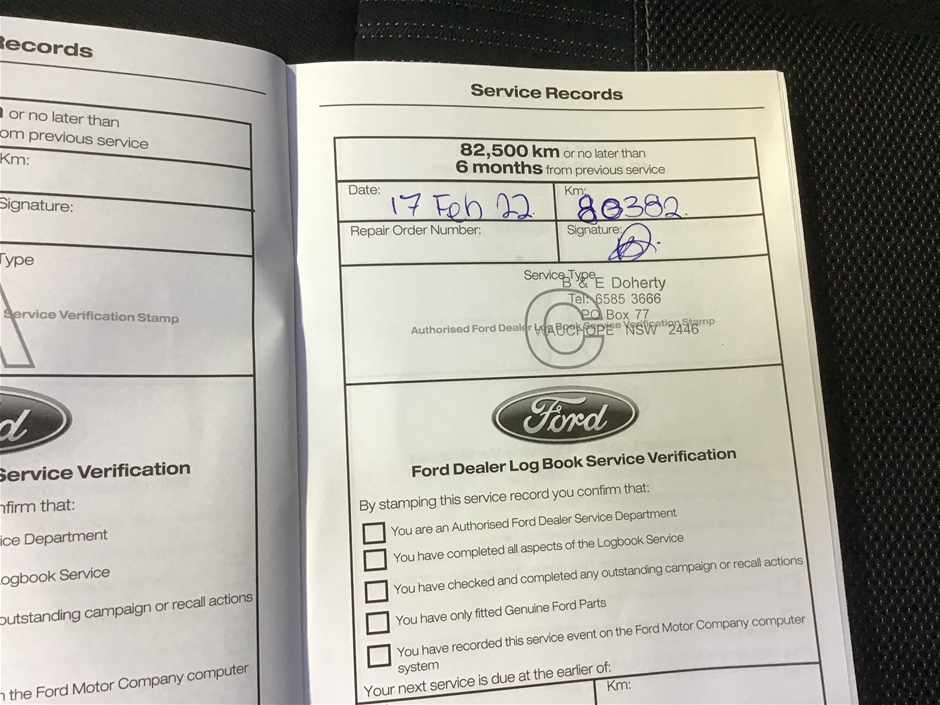 Records
or no later than
om previous service
Km:
Signature:
Type
A
Service Verification Stamp
Service Verification
nfirm that:
ice Department
ogbook Service
outstanding campaign or recall actions
n the Ford Motor Company computer
Service Records
82,500 km or no later than
6 months from previous service
Date: 17 Feb 22
Km: 80382.
Repair Order Number:
Signature:
Service Type
B & E Doherty
Tel: 6585 3666
PO Box 77
Authorised Ford Dealer Log Book Service Verification Stamp
WAUCHOPE NSW 2446
C
Ford
Ford Dealer Log Book Service Verification
By stamping this service record you confirm that:
You are an Authorised Ford Dealer Service Department
You have completed all aspects of the Logbook Service
You have checked and completed any outstanding campaign or recall actions
You have only fitted Genuine Ford Parts
You have recorded this service event on the Ford Motor Company computer
system
Your next service is due at the earlier of:
Km: